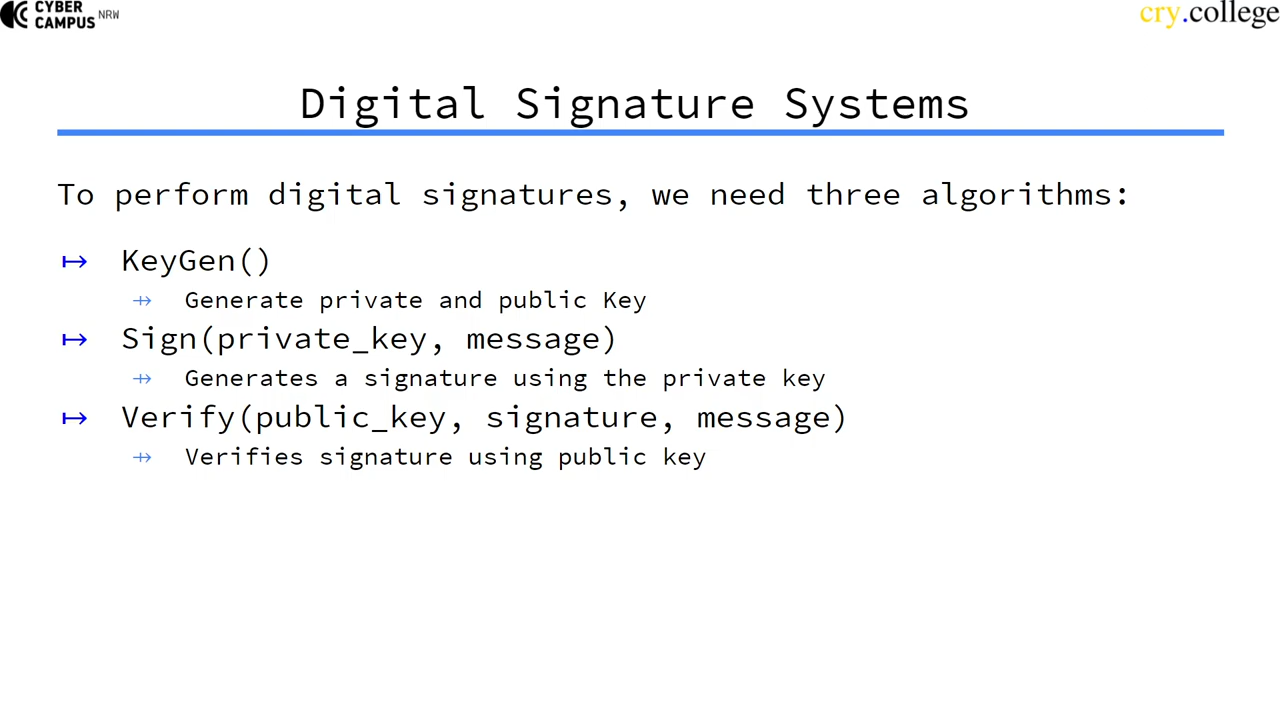 CYBER
CAMPUS NRW
cry.college
Digital Signature Systems
To perform digital signatures, we need three algorithms:
↦ KeyGen()
⇸ Generate private and public Key
↦ Sign(private_key, message)
⇸ Generates a signature using the private key
↦ Verify(public_key, signature, message)
⇸ Verifies signature using public key